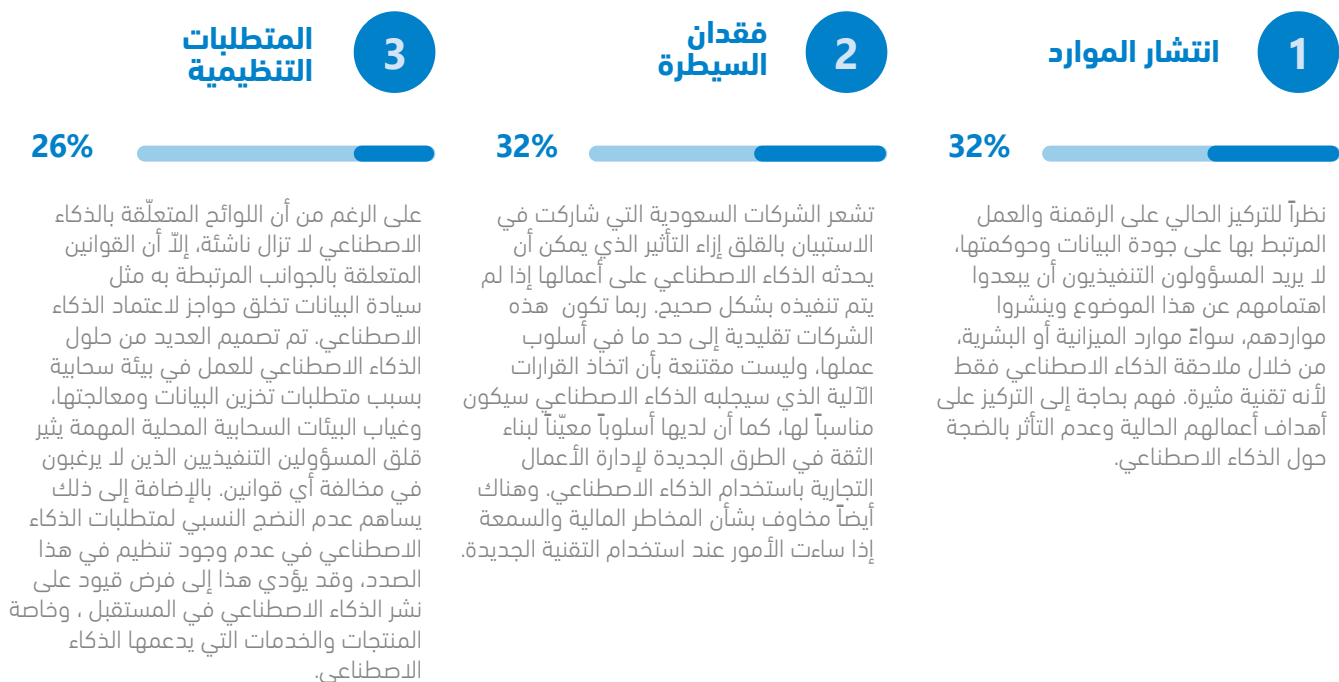 1
انتشار الموارد
32%
نظراً للتركيز الحالي على الرقمنة والعمل
المرتبط بها على جودة البيانات وحوكمتها،
لا يريد المسؤولون التنفيذيون أن يبعدوا
اهتمامهم عن هذا الموضوع وينشروا
مواردهم، سواءً موارد الميزانية أو البشرية،
من خلال ملاحقة الذكاء الاصطناعي فقط
لأنه تقنية مثيرة. فهم بحاجة إلى التركيز على
أهداف أعمالهم الحالية وعدم التأثر بالضجة
حول الذكاء الاصطناعي.
2
فقدان
السيطرة
32%
تشعر الشركات السعودية التي شاركت في
الاستبيان بالقلق إزاء التأثير الذي يمكن أن
يحدثه الذكاء الاصطناعي على أعمالها إذا لم
يتم تنفيذه بشكل صحيح. ربما تكون هذه
الشركات تقليدية إلى حد ما في أسلوب
عملها، وليست مقتنعة بأن اتخاذ القرارات
الآلية الذي سيجلبه الذكاء الاصطناعي سيكون
مناسباً لها، كما أن لديها أسلوباً معيّناً لبناء
الثقة في الطرق الجديدة لإدارة الأعمال
التجارية باستخدام الذكاء الاصطناعي. وهناك
أيضاً مخاوف بشأن المخاطر المالية والسمعة
إذا ساءت الأمور عند استخدام التقنية الجديدة.
3
المتطلبات
التنظيمية
26%
على الرغم من أن اللوائح المتعلّقة بالذكاء
الاصطناعي لا تزال ناشئة، إلاّ أن القوانين
المتعلقة بالجوانب المرتبطة به مثل
سيادة البيانات تخلق حواجز لاعتماد الذكاء
الاصطناعي. تم تصميم العديد من حلول
الذكاء الاصطناعي للعمل في بيئة سحابية
بسبب متطلبات تخزين البيانات ومعالجتها،
وغياب البيئات السحابية المحلية المهمة يثير
قلق المسؤولين التنفيذيين الذين لا يرغبون
في مخالفة أي قوانين. بالإضافة إلى ذلك
يساهم عدم النضج النسبي لمتطلبات الذكاء
الاصطناعي في عدم وجود تنظيم في هذا
الصدد، وقد يؤدي هذا إلى فرض قيود على
نشر الذكاء الاصطناعي في المستقبل ، وخاصة
المنتجات والخدمات التي يدعمها الذكاء
الاصطناعي.